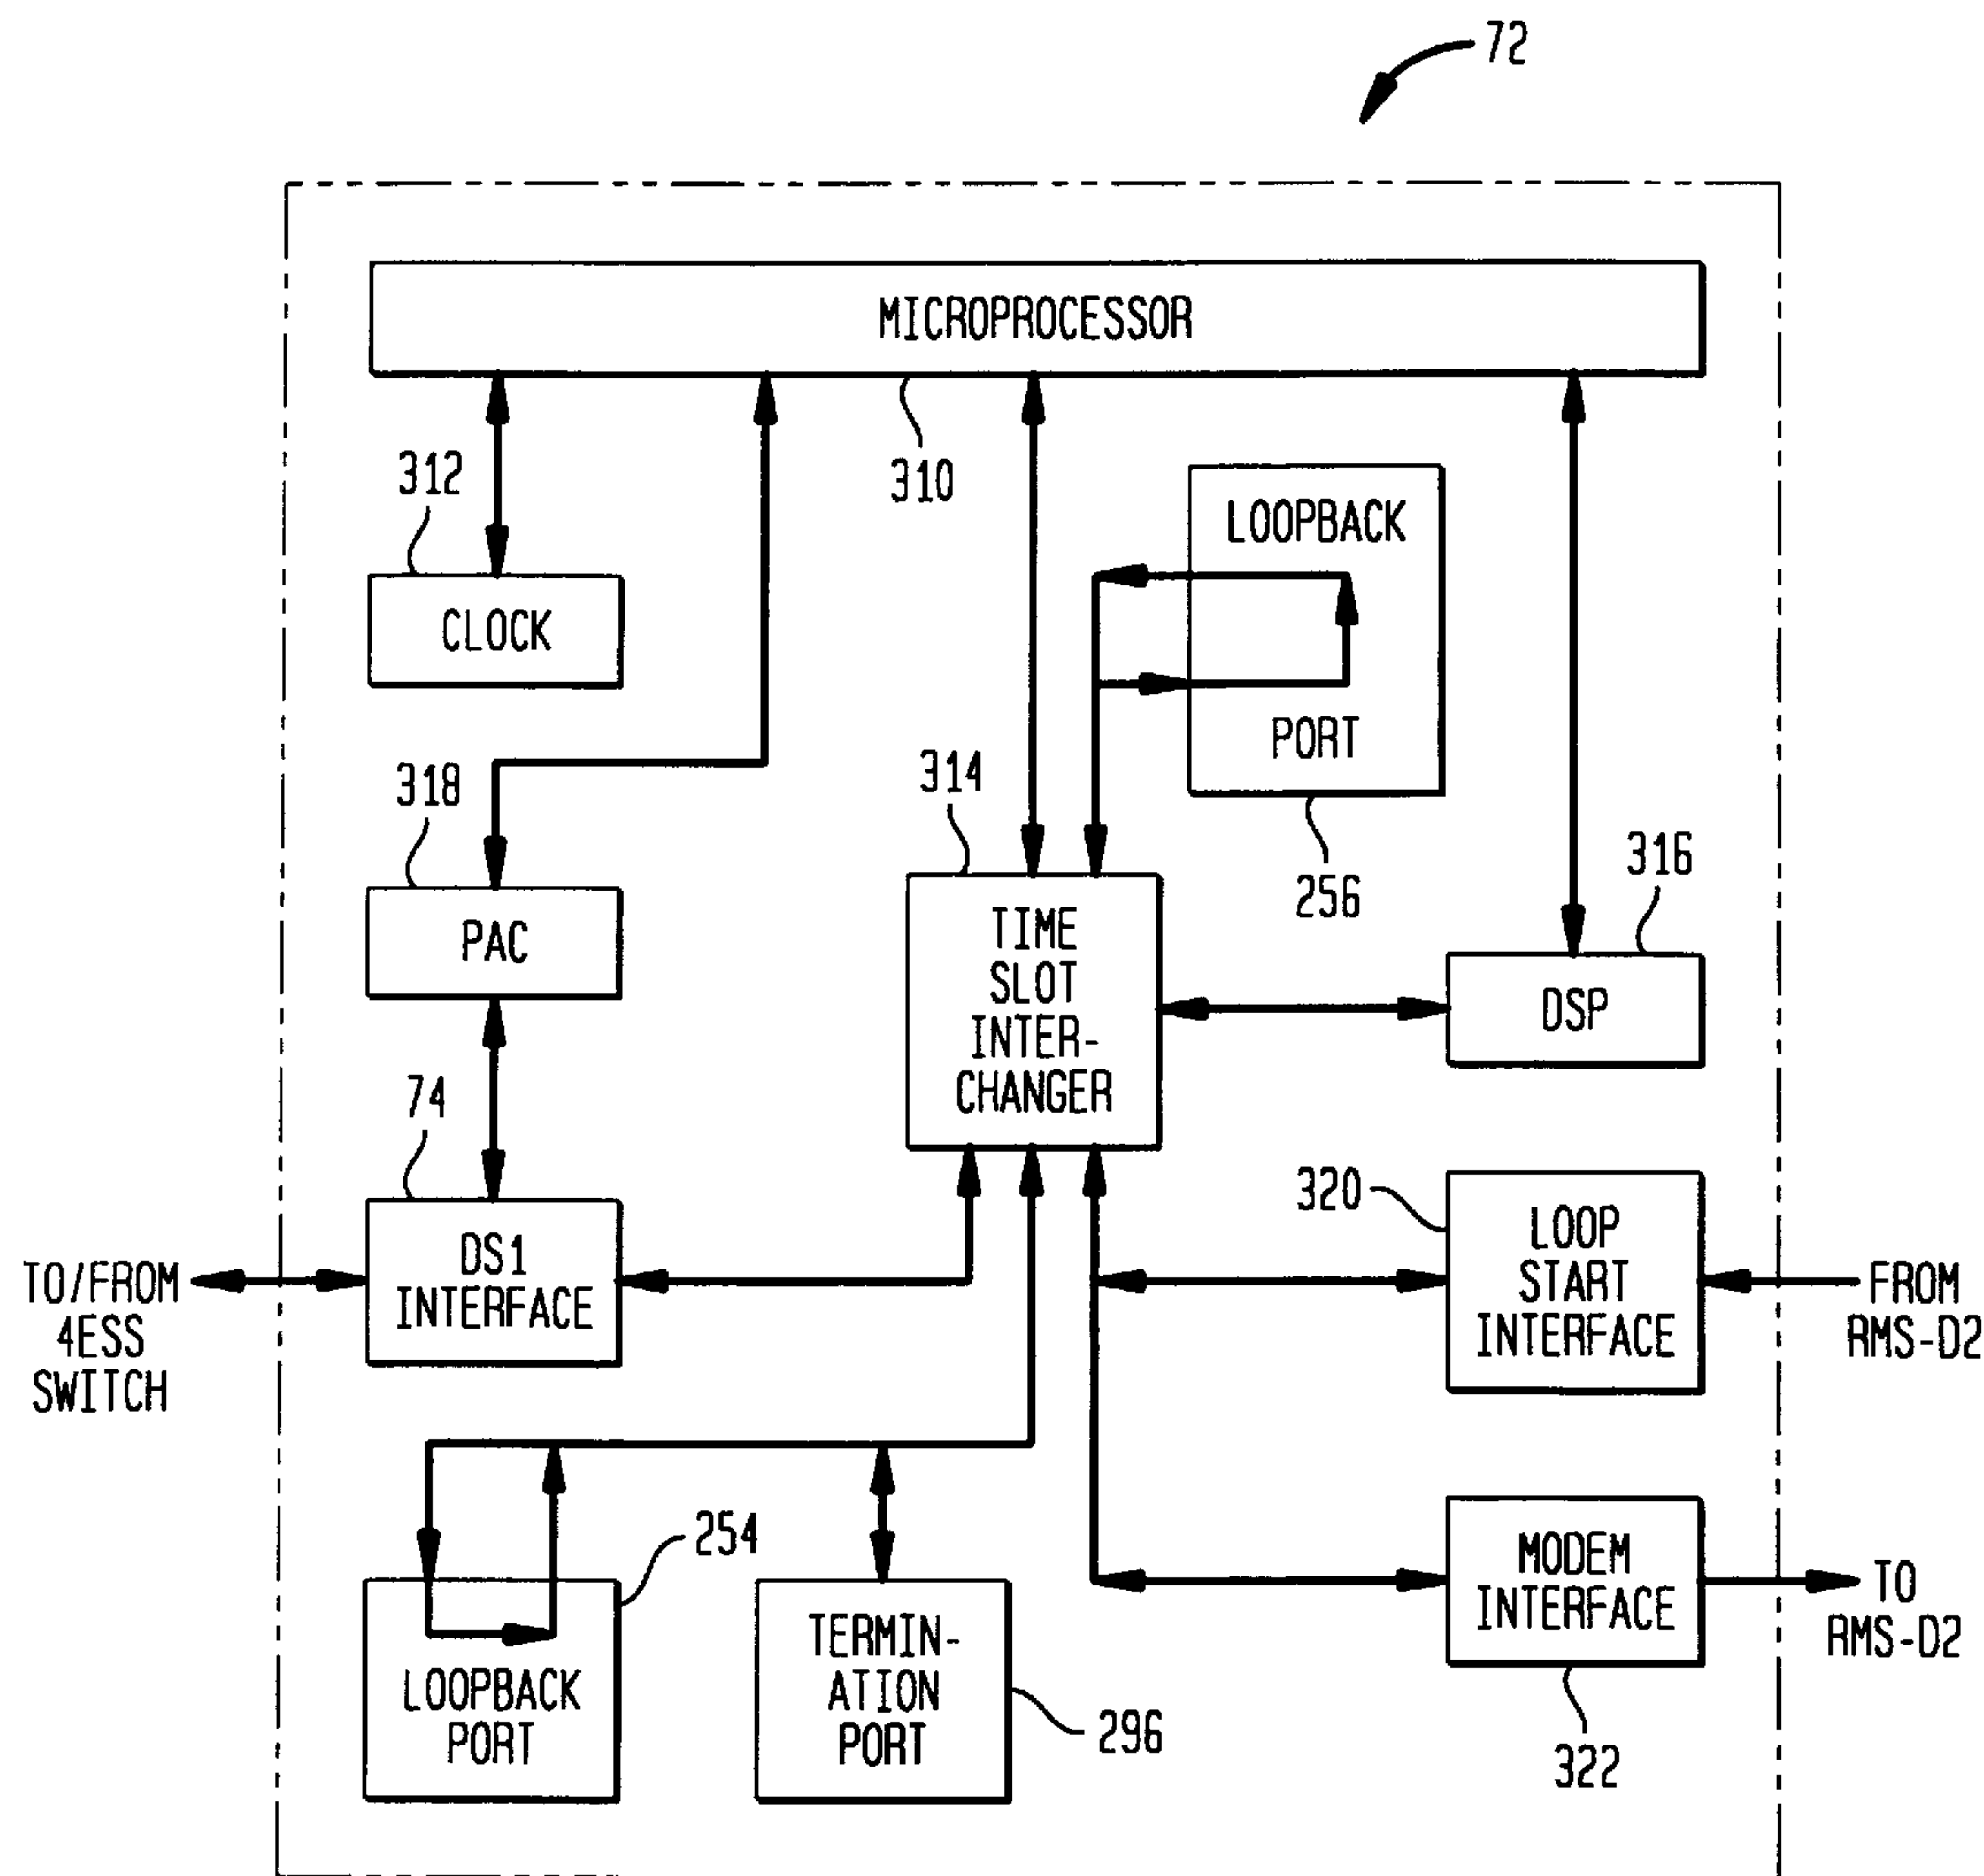 72
MICROPROCESSOR
312
310
CLOCK
LOOPBACK
PORT
256
318
314
316
PAC
TIME
SLOT
INTER-
CHANGER
DSP
74
320
DS1
INTERFACE
TO/FROM
4ESS
SWITCH
LOOP
START
INTERFACE
FROM
RMS-D2
254
LOOPBACK
PORT
TERMIN-
ATION
PORT
296
MODEM
INTERFACE
TO
RMS-D2
322